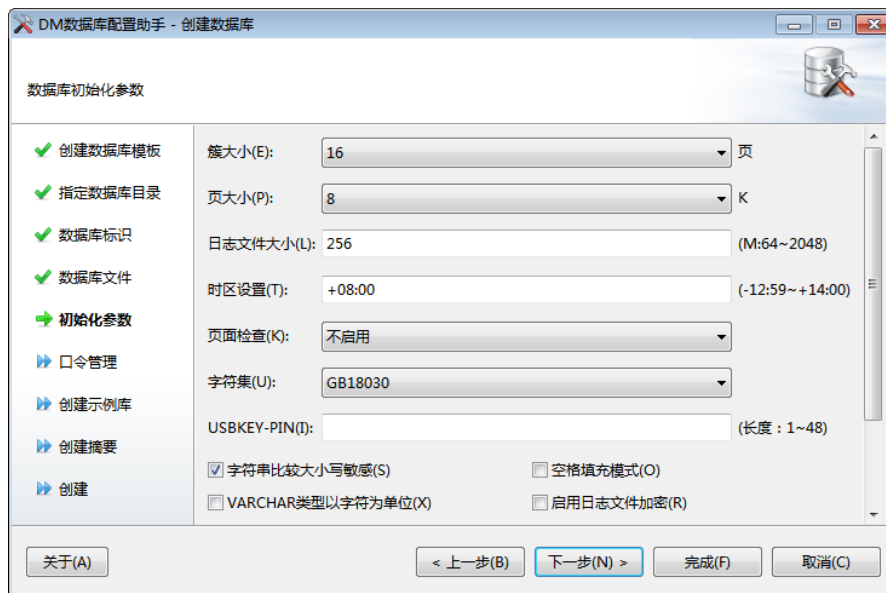 DM数据库配置助手 - 创建数据库
数据库初始化参数
创建数据库模板
指定数据库目录
数据库标识
数据库文件
初始化参数
口令管理
创建示例库
创建摘要
创建
簇大小(E): 16 页
页大小(P): 8 K
日志文件大小(L): 256 (M:64~2048)
时区设置(T): +08:00 (-12:59~+14:00)
页面检查(K): 不启用
字符集(U): GB18030
USBKEY-PIN(I): (长度：1~48)
字符串比较大小写敏感(S) 空格填充模式(O)
VARCHAR类型以字符为单位(X) 启用日志文件加密(R)
关于(A) < 上一步(B) 下一步(N) > 完成(F) 取消(C)